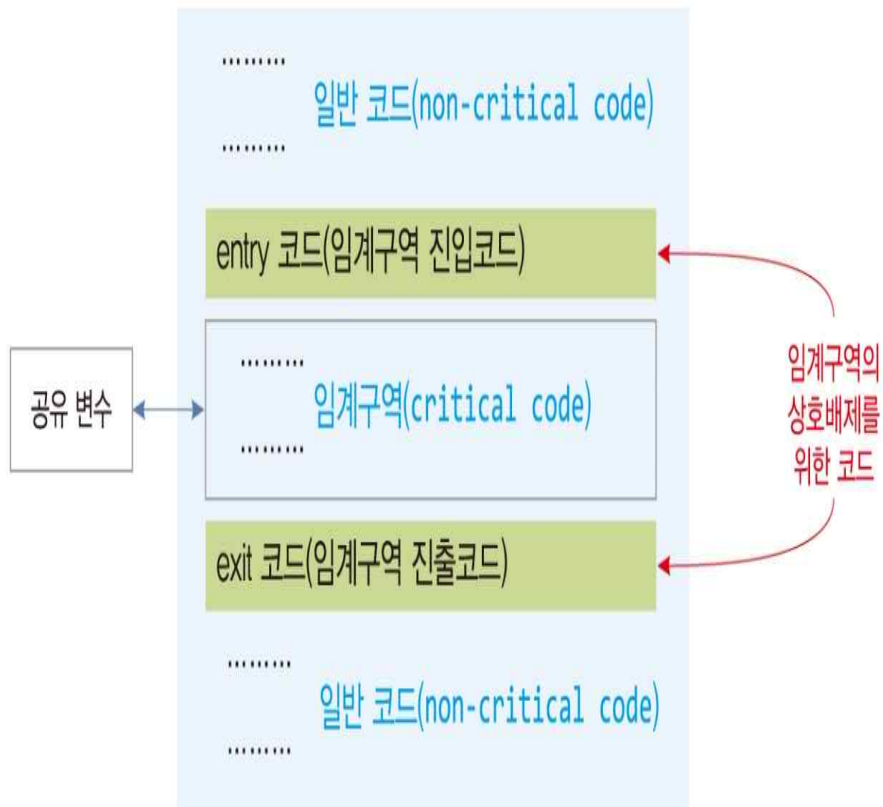 ………
일반 코드(non-critical code)
………
entry 코드(임계구역 진입코드)
………
임계구역(critical code)
………
공유 변수
임계구역의
상호배제를
위한 코드
exit 코드(임계구역 진출코드)
………
일반 코드(non-critical code)
………